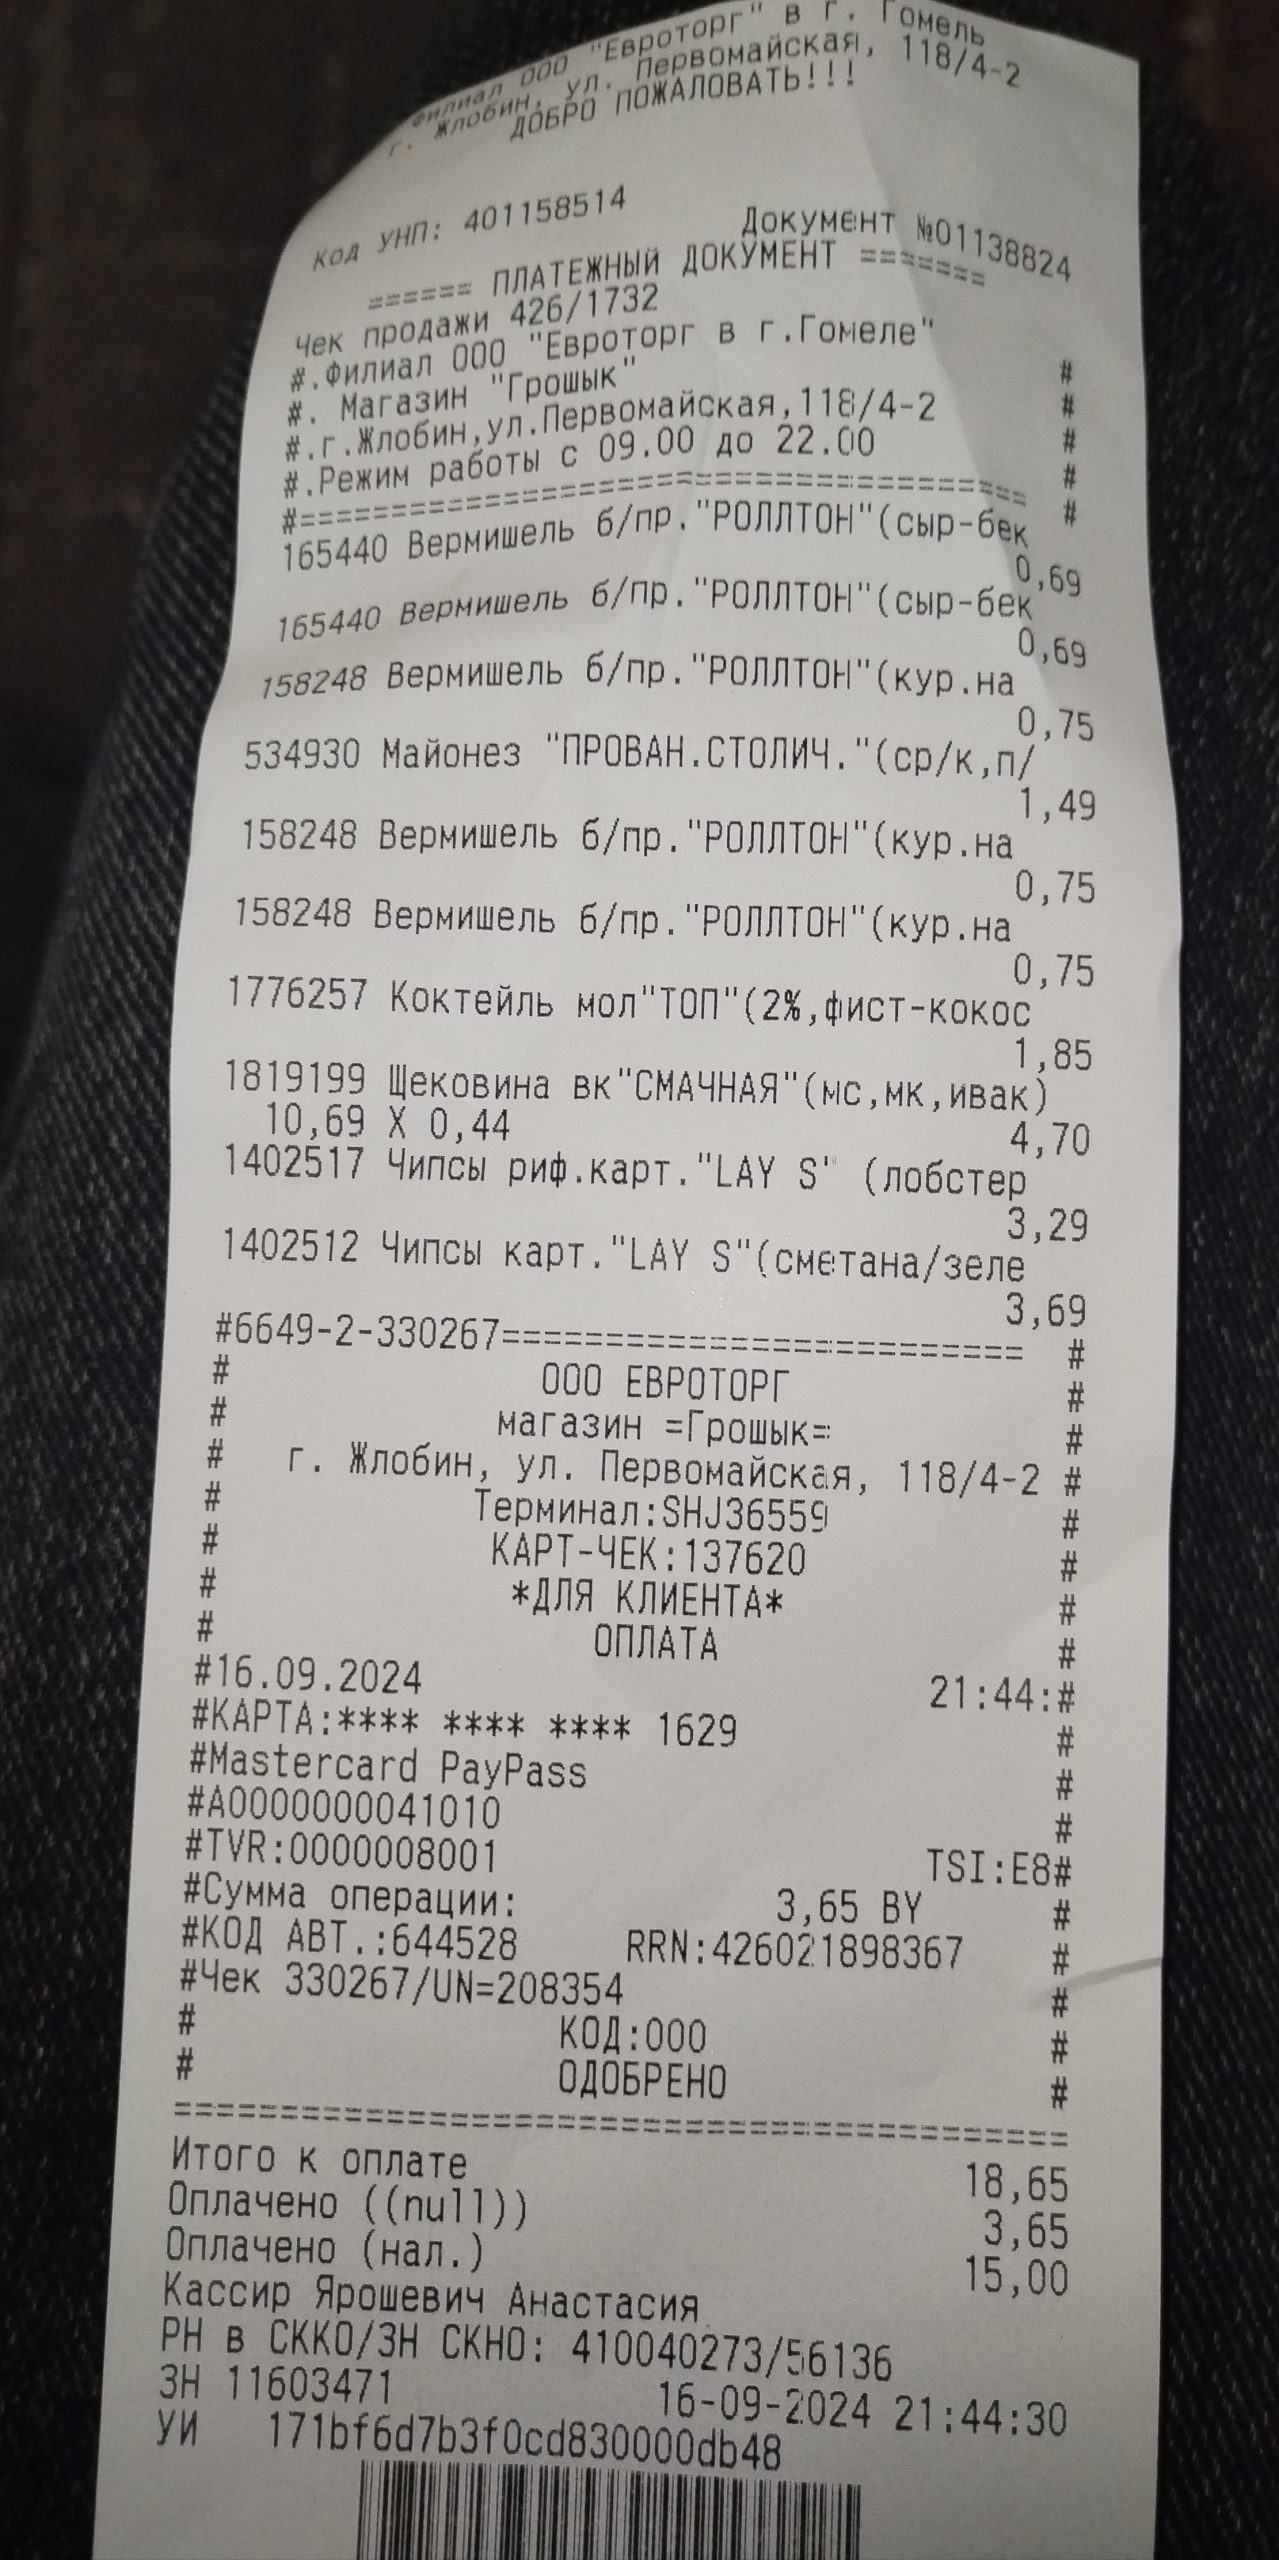 Филиал ООО "Евроторг" в г. Гомель
г. Жлобин, ул. Первомайская, 118/4-2
ДОБРО ПОЖАЛОВАТЬ!!!
Код УНП: 401158514
Документ №01138824
====== ПЛАТЕЖНЫЙ ДОКУМЕНТ =======
Чек продажи 426/1732
#.Филиал ООО "Евроторг в г.Гомеле" #
#. Магазин "Грошык" #
#.г.Жлобин,ул.Первомайская,118/4-2 #
#.Режим работы с 09.00 до 22.00 #
#================================== #
165440 Вермишель б/пр."РОЛЛТОН"(сыр-бек
0,69
165440 Вермишель б/пр."РОЛЛТОН"(сыр-бек
0,69
158248 Вермишель б/пр."РОЛЛТОН"(кур.на
0,75
534930 Майонез "ПРОВАН.СТОЛИЧ."(ср/к,п/
1,49
158248 Вермишель б/пр."РОЛЛТОН"(кур.на
0,75
158248 Вермишель б/пр."РОЛЛТОН"(кур.на
0,75
1776257 Коктейль мол"ТОП"(2%,фист-кокос
1,85
1819199 Щековина вк"СМАЧНАЯ"(мс,мк,ивак)
10,69 X 0,44 4,70
1402517 Чипсы риф.карт."LAY S" (лобстер
3,29
1402512 Чипсы карт."LAY S"(сметана/зеле
3,69
#6649-2-330267========================= #
# ООО ЕВРОТОРГ #
# магазин =Грошык= #
# г. Жлобин, ул. Первомайская, 118/4-2 #
# Терминал:SHJ36559 #
# КАРТ-ЧЕК:137620 #
# *ДЛЯ КЛИЕНТА* #
# ОПЛАТА #
#16.09.2024 21:44:#
#КАРТА:**** **** **** 1629 #
#Mastercard PayPass #
#A0000000041010 #
#TVR:0000008001 TSI:E8#
#Сумма операции: 3,65 BY #
#КОД АВТ.:644528 RRN:426021898367 #
#Чек 330267/UN=208354 #
# КОД:000 #
# ОДОБРЕНО #
==========================================
Итого к оплате 18,65
Оплачено ((null)) 3,65
Оплачено (нал.) 15,00
Кассир Ярошевич Анастасия
РН в СККО/ЗН СКНО: 410040273/56136
ЗН 11603471 16-09-2024 21:44:30
УИ 171bf6d7b3f0cd830000db48